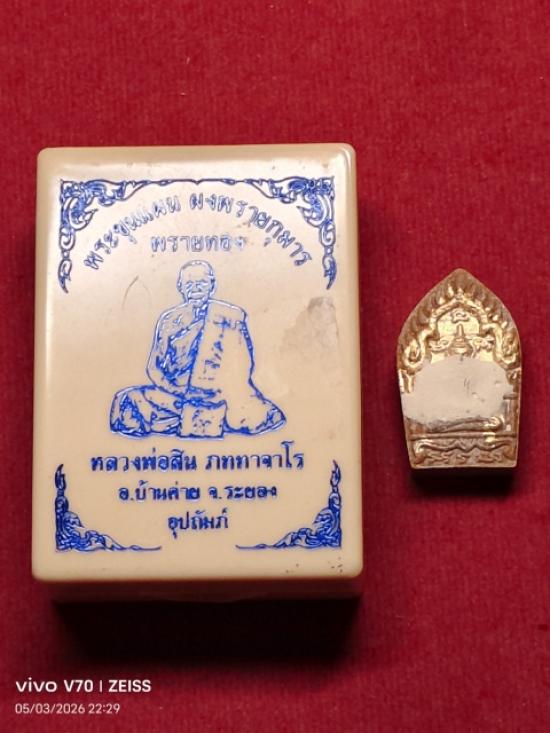 พระขุนแผน ผงพรายกุมาร
พรายทอง
หลวงพ่อสิน ภททาจาโร
อ.บ้านค่าย จ.ระยอง
อุปถัมภ์
vivo V70 | ZEISS
05/03/2026 22:29